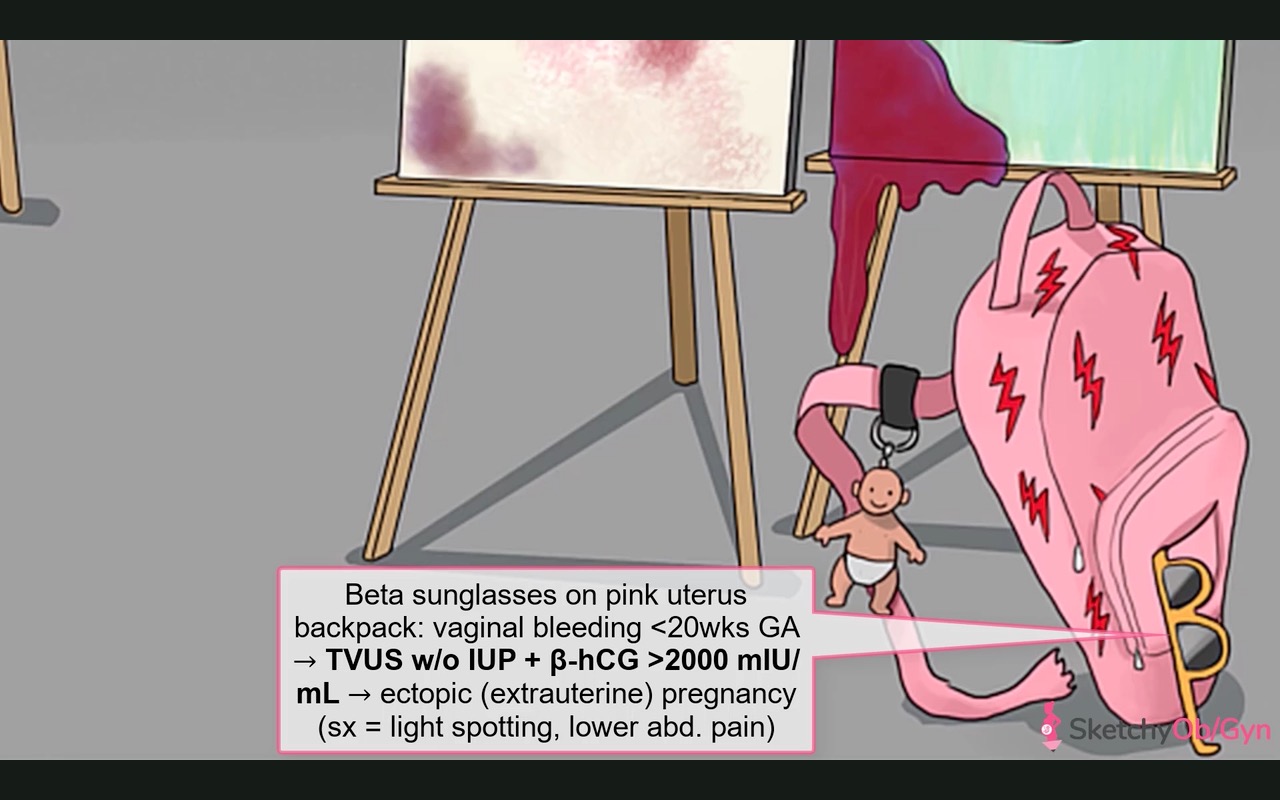 Beta sunglasses on pink uterus
backpack: vaginal bleeding <20wks GA
→ TVUS w/o IUP + β-hCG >2000 mIU/
mL → ectopic (extrauterine) pregnancy
(sx = light spotting, lower abd. pain)
SketchyOb/Gyn